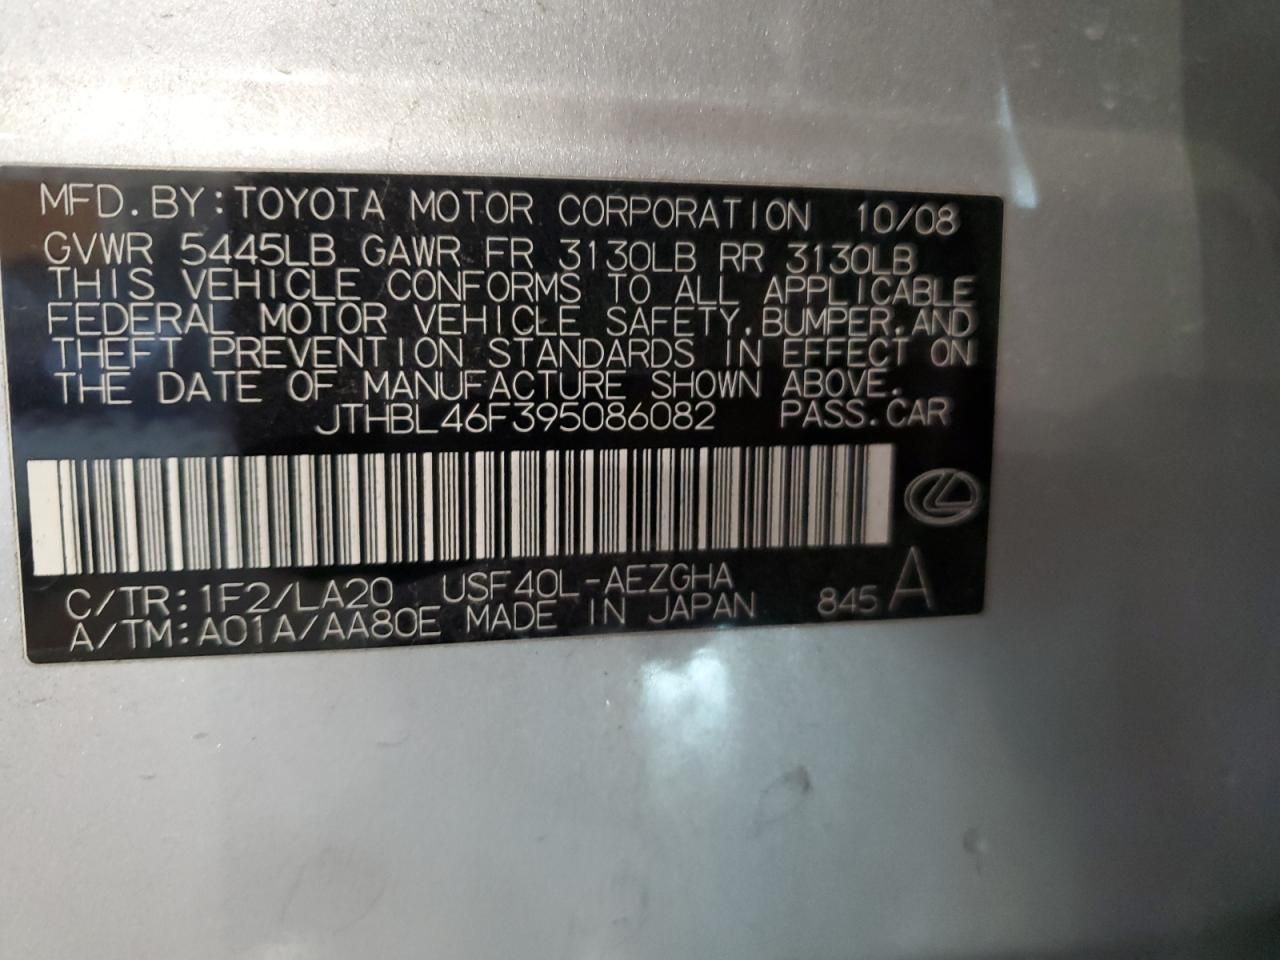 MFD. BY: TOYOTA MOTOR CORPORATION 10/08
GVWR 5445LB GAWR FR 3130LB RR 3130LB
THIS VEHICLE CONFORMS TO ALL APPLICABLE
FEDERAL MOTOR VEHICLE SAFETY, BUMPER, AND
THEFT PREVENTION STANDARDS IN EFFECT ON
THE DATE OF MANUFACTURE SHOWN ABOVE.
JTHBL46F395086082 PASS. CAR
C/TR: 1F2/LA20 USF40L-AEZGHA
A/TM: A01A/AA80E MADE IN JAPAN 845 A